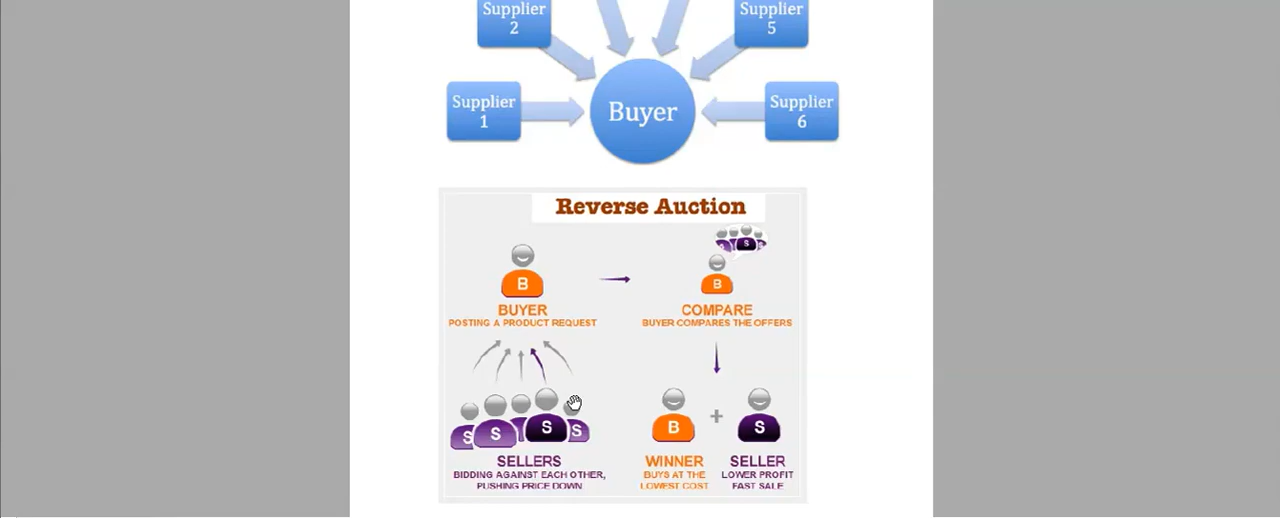 Supplier
2
Supplier
5
Supplier
1
Buyer
Supplier
6
Reverse Auction
S
S
B
B
BUYER
POSTING A PRODUCT REQUEST
COMPARE
BUYER COMPARES THE OFFERS
S
S
S
S
B
+
S
SELLERS
BIDDING AGAINST EACH OTHER,
PUSHING PRICE DOWN
WINNER
BUYS AT THE
LOWEST COST
SELLER
LOWER PROFIT
FAST SALE